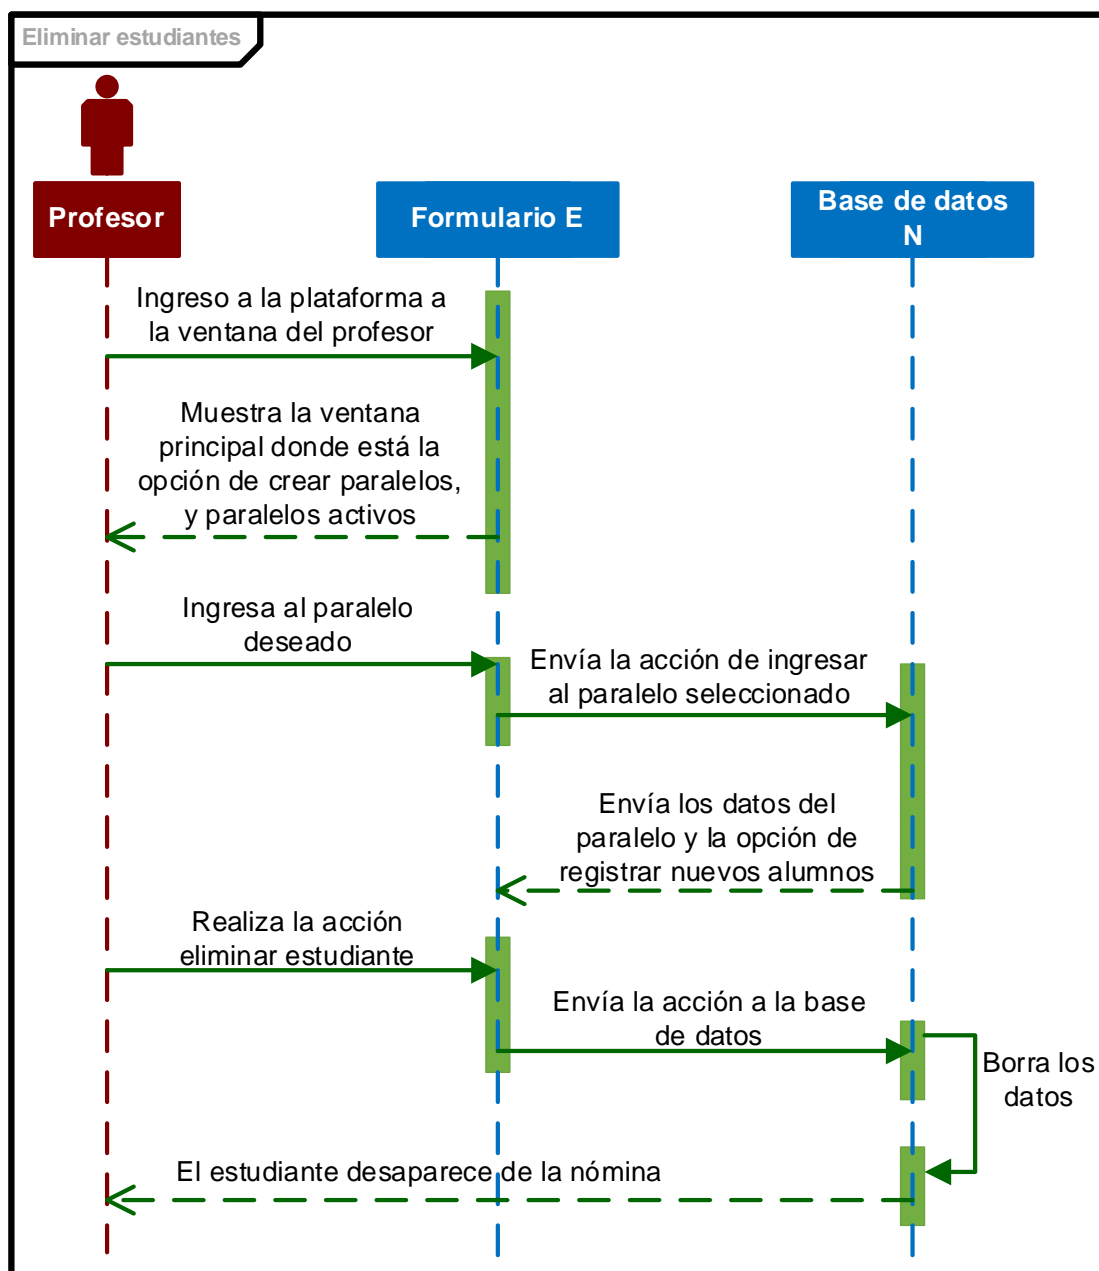 Eliminar estudiantes
Profesor
Formulario E
Base de datos
N
Ingreso a la plataforma a
la ventana del profesor
Muestra la ventana
principal donde está la
opción de crear paralelos,
y paralelos activos
Ingresa al paralelo
deseado
Envía la acción de ingresar
al paralelo seleccionado
Envía los datos del
paralelo y la opción de
registrar nuevos alumnos
Realiza la acción
eliminar estudiante
Envía la acción a la base
de datos
Borra los
datos
El estudiante desaparece de la nómina